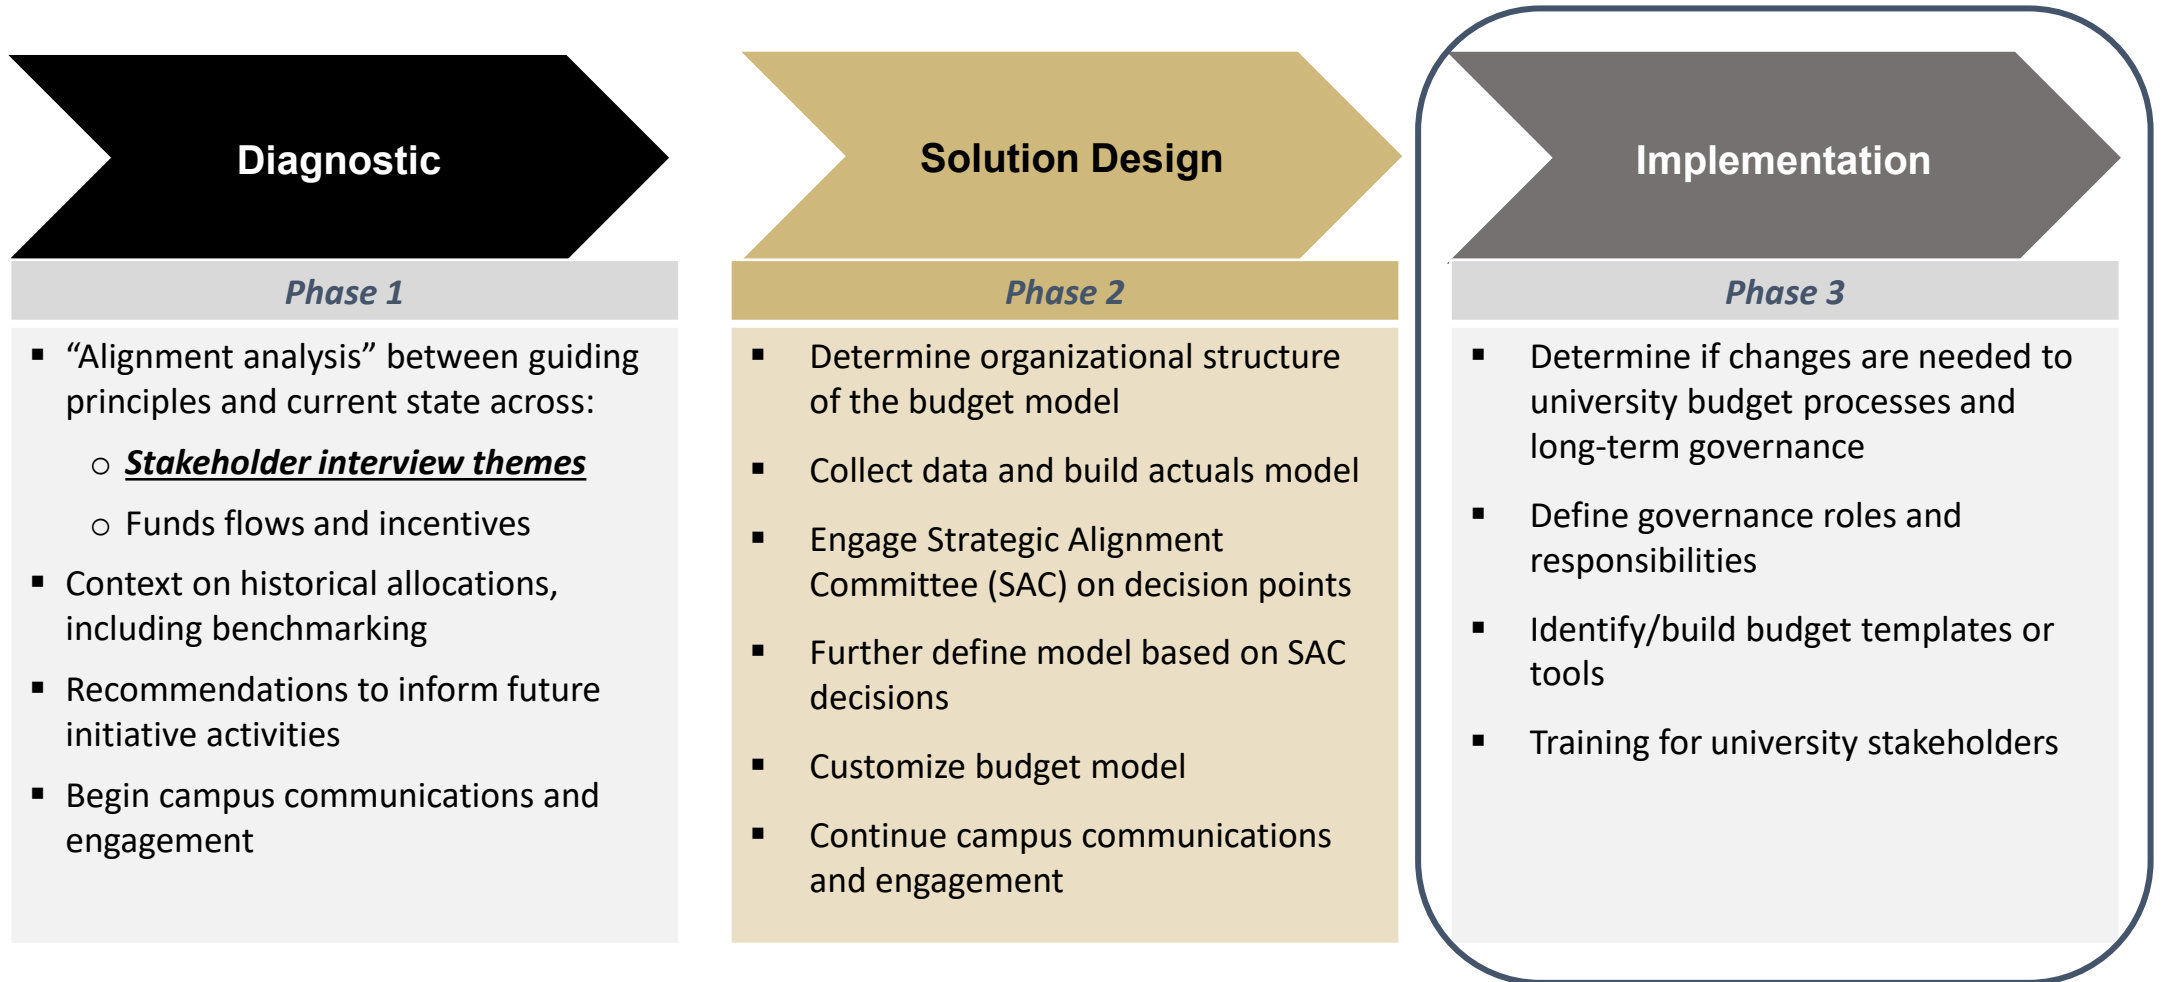 Diagnostic
Phase 1
▪ “Alignment analysis” between guiding
principles and current state across:
o Stakeholder interview themes
o Funds flows and incentives
▪ Context on historical allocations,
including benchmarking
▪ Recommendations to inform future
initiative activities
▪ Begin campus communications and
engagement
Solution Design
Phase 2
▪ Determine organizational structure
of the budget model
▪ Collect data and build actuals model
▪ Engage Strategic Alignment
Committee (SAC) on decision points
▪ Further define model based on SAC
decisions
▪ Customize budget model
▪ Continue campus communications
and engagement
Implementation
Phase 3
▪ Determine if changes are needed to
university budget processes and
long-term governance
▪ Define governance roles and
responsibilities
▪ Identify/build budget templates or
tools
▪ Training for university stakeholders